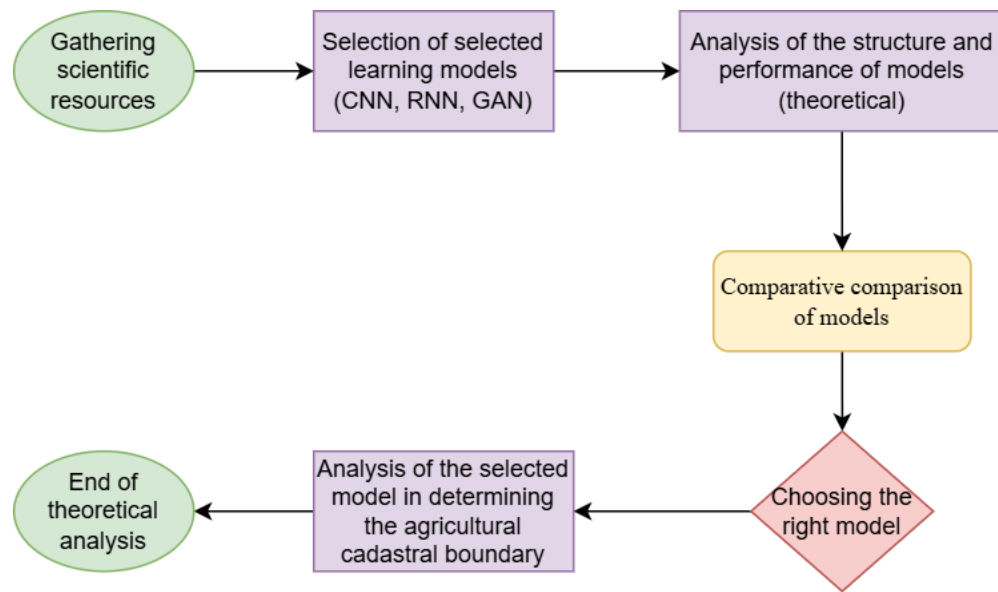 Gathering
scientific
resources
Selection of selected
learning models
(CNN, RNN, GAN)
Analysis of the structure and
performance of models
(theoretical)
Comparative comparison
of models
Choosing the
right model
Analysis of the selected
model in determining
the agricultural
cadastral boundary
End of
theoretical
analysis